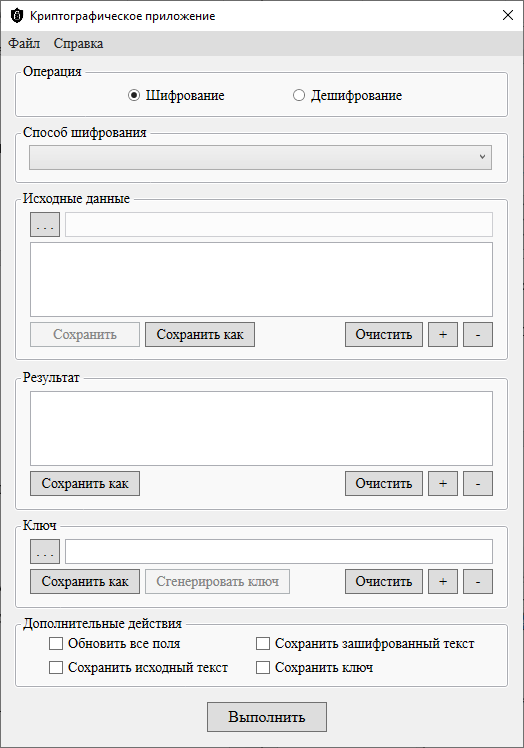 Криптографическое приложение
Файл Справка
Операция
Шифрование Дешифрование
Способ шифрования
Исходные данные
. . .
Сохранить Сохранить как Очистить + -
Результат
Сохранить как Очистить + -
Ключ
. . .
Сохранить как Сгенерировать ключ Очистить + -
Дополнительные действия
Обновить все поля Сохранить зашифрованный текст
Сохранить исходный текст Сохранить ключ
Выполнить